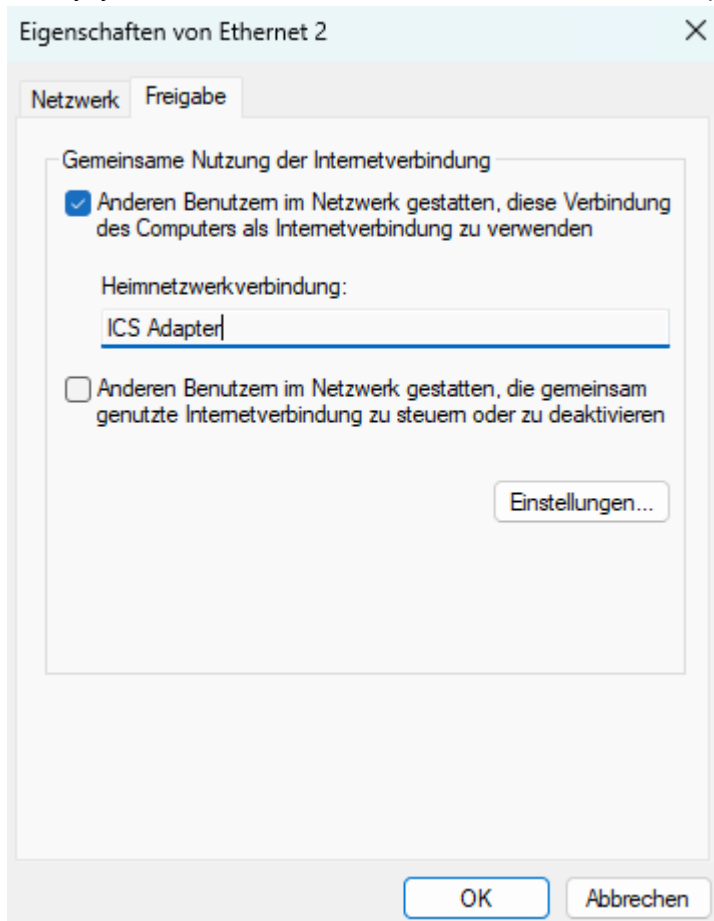 Eigenschaften von Ethernet 2
Netzwerk Freigabe
Gemeinsame Nutzung der Internetverbindung
Anderen Benutzern im Netzwerk gestatten, diese Verbindung
des Computers als Internetverbindung zu verwenden
Heimnetzwerkverbindung:
ICS Adapter
Anderen Benutzern im Netzwerk gestatten, die gemeinsam
genutzte Internetverbindung zu steuern oder zu deaktivieren
Einstellungen...
OK Abbrechen